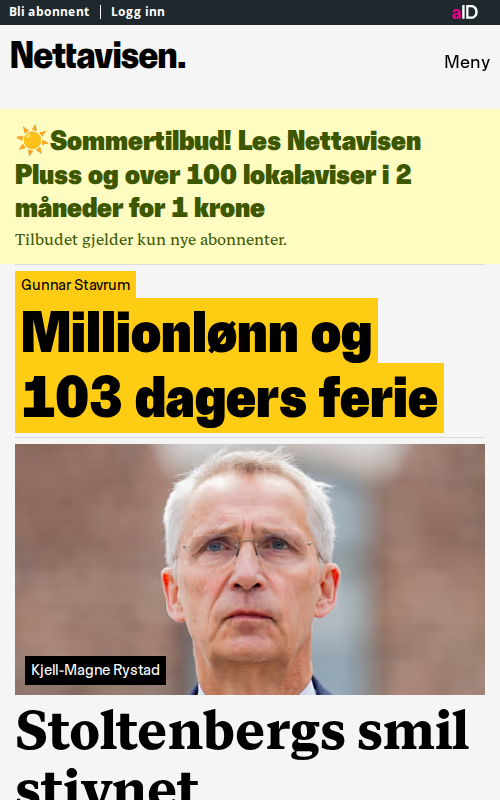 Bli abonnent | Logg inn
aID
Nettavisen.
Meny
☀️Sommertilbud! Les Nettavisen
Pluss og over 100 lokalaviser i 2
måneder for 1 krone
Tilbudet gjelder kun nye abonnenter.
Gunnar Stavrum
Millionlønn og
103 dagers ferie
Kjell-Magne Rystad
Stoltenbergs smil
stivnet